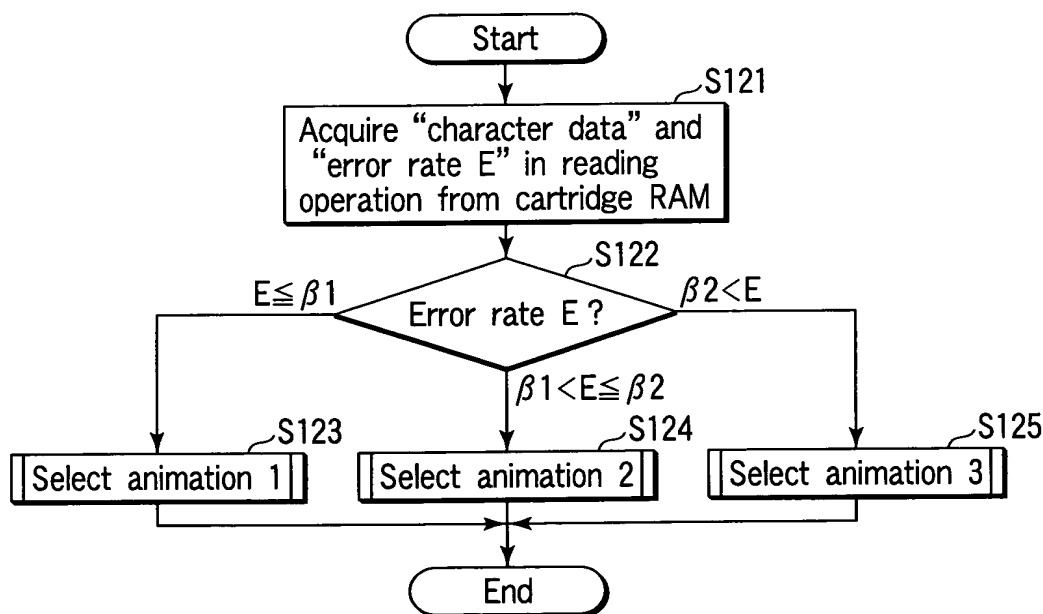 Start
S121
Acquire “character data” and
“error rate E” in reading
operation from cartridge RAM
S122
E≦β1
Error rate E?
β2<E
β1<E≦β2
S123
S124
S125
Select animation 1
Select animation 2
Select animation 3
End